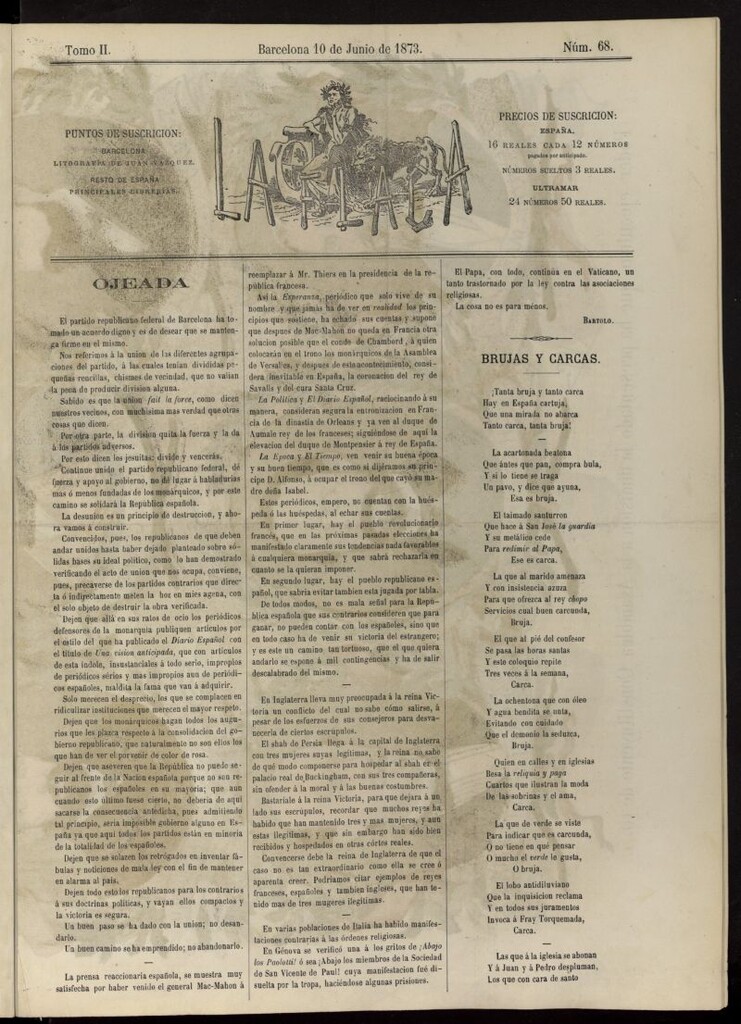 Tomo II.
Barcelona 10 de Junio de 1873.
Núm. 68.
PUNTOS DE SUSCRICION:
BARCELONA
LITOGRAFÍA DE JUAN VAZQUEZ.
RESTO DE ESPAÑA
PRINCIPALES LIBRERIAS.
LA FLACA
PRECIOS DE SUSCRICION:
ESPAÑA.
16 REALES CADA 12 NÚMEROS
pagados por anticipado.
NÚMEROS SUELTOS 3 REALES.
ULTRAMAR
24 NÚMEROS 50 REALES.
OJEADA
El partido republicano federal de Barcelona ha to-
mado un acuerdo digno y es de desear que se manten-
ga firme en el mismo.
Nos referimos á la union de las diferentes agrupa-
ciones del partido, á las cuales tenian divididas pe-
queñas rencillas, chismes de vecindad, que no valian
la pena de producir division alguna.
Sabido es que la union fait la force, como dicen
nuestros vecinos, con muchísima mas verdad que otras
cosas que dicen.
Por otra parte, la division quita la fuerza y la da
á los partidos adversos.
Por esto dicen los jesuitas: divide y vencerás.
Continue unido el partido republicano federal, dé
fuerza y apoyo al gobierno, no dé lugar á habladurías
mas ó menos fundadas de los monárquicos, y por este
camino se solidará la República española.
La desunion es un principio de destruccion, y aho-
ra vamos á construir.
Convencidos, pues, los republicanos de que deben
andar unidos hasta haber dejado planteado sobre só-
lidas bases su ideal político, como lo han demostrado
verificando el acto de union que nos ocupa, conviene,
pues, precaverse de los partidos contrarios que direc-
ta ó indirectamente melen la hoz en mies agena, con
el solo objeto de destruir la obra verificada.
Dejen que allá en sus ratos de ocio los periódicos
defensores de la monarquía publiquen artículos por
el estilo del que ha publicado el Diario Español con
el título de Una vision anticipada, que con artículos
de esta índole, insustanciales á todo serio, impropios
de periódicos sérios y mas impropios aun de periódi-
cos españoles, maldita la fama que van á adquirir.
Solo merecen el desprecio, los que se complacen en
ridiculizar instituciones que merecen el mayor respeto.
Dejen que los monárquicos hagan todos los augu-
rios que les plazca respecto á la consolidacion del go-
bierno republicano, que naturalmente no son ellos los
que han de ver el porvenir de color de rosa.
Dejen que aseveren que la República no puede se-
guir al frente de la Nacion española porque no son re-
publicanos los españoles en su mayoría; que aun
cuando esto último fuese cierto, no deberia de aquí
sacarse la consecuencia antedicha, pues admitiendo
tal principio, seria imposible gobierno alguno en Es-
paña ya que aquí todos los partidos están en minoria
de la totalidad de los españoles.
Dejen que se solacen los retrógados en inventar fá-
bulas y noticiones de mala ley con el fin de mantener
en alarma al país.
Dejen todo esto los republicanos para los contrarios
á sus doctrinas políticas, y vayan ellos compactos y
la victoria es segura.
Un buen paso se ha dado con la union; no desan-
darlo.
Un buen camino se ha emprendido; no abandonarlo.
—
La prensa reaccionaria española, se muestra muy
satisfecha por haber venido el general Mac-Mahon á
reemplazar á Mr. Thiers en la presidencia de la re-
pública francesa.
Así la Esperanza, periódico que solo vive de su
nombre y que jamas ha de ver en realidad los prin-
cipios que sostiene, ha echado sus cuentas y supone
que despues de Mac-Mahon no queda en Francia otra
solucion posible que el conde de Chambord, á quien
colocarán en el trono los monárquicos de la Asamblea
de Versalles, y despues de este acontecimiento, consi-
dera inevitable en España, la coronacion del rey de
Savalls y del cura Santa Cruz.
La Política y El Diario Español, raciocinando á su
manera, consideran segura la entronizacion en Fran-
cia de la dinastía de Orleans y ya ven al duque de
Aumale rey de los franceses; siguiéndose de aquí la
elevacion del duque de Montpensier á rey de España.
La Epoca y El Tiempo, ven venir su buena época
y su buen tiempo, que es como si dijéramos su prín-
cipe D. Alfonso, á ocupar el trono del que cayó su ma-
dre doña Isabel.
Estos periódicos, empero, no cuentan con la hués-
peda ó las huéspedas, al echar sus cuentas.
En primer lugar, hay el pueblo revolucionario
francés, que en las próximas pasadas elecciones ha
manifestado claramente sus tendencias nada favorables
á cualquiera monarquía, y que sabrá rechazarla en
cuanto se la quieran imponer.
En segundo lugar, hay el pueblo republicano es-
pañol, que sabria evitar tambien esta jugada por tabla.
De todos modos, no es mala señal para la Repú-
blica española que sus contrarios consideren que para
ganar, no pueden contar con los españoles, sino que
en todo caso ha de venir su victoria del estrangero;
y es este un camino tan tortuoso, que el que quiera
andarlo se espone á mil contingencias y ha de salir
descalabrado del mismo.
—
En Inglaterra lleva muy preocupada á la reina Vic-
toria un conflicto del cual no sabe cómo salirse, á
pesar de los esfuerzos de sus consejeros para desva-
necerla de ciertos escrúpulos.
El shah de Persia llega á la capital de Inglaterra
con tres mujeres suyas legítimas, y la reina no sabe
de qué modo componerse para hospedar al shah en el
palacio real de Buckingham, con sus tres compañeras,
sin ofender á la moral y á las buenas costumbres.
Bastaríale á la reina Victoria, para que dejara á un
lado sus escrúpulos, recordar que muchos reyes ha
habido que han mantenido tres y mas mujeres, y aun
estas ilegítimas, y que sin embargo han sido bien
recibidos y hospedados en otras córtes reales.
Convencerse debe la reina de Inglaterra de que el
caso no es tan extraordinario como ella se cree ó
aparenta creer. Podriamos citar ejemplos de reyes
franceses, españoles y tambien ingleses, que han te-
nido mas de tres mugeres ilegítimas.
—
En varias poblaciones de Italia ha habido manifes-
taciones contrarias á las órdenes religiosas.
En Génova se verificó una á los gritos de ¡Abajo
los Paolotti! ó sea ¡Abajo los miembros de la Sociedad
de San Vicente de Paul! cuya manifestacion fué di-
suelta por la tropa, haciéndose algunas prisiones.
El Papa, con todo, continúa en el Vaticano, un
tanto trastornado por la ley contra las asociaciones
religiosas.
La cosa no es para ménos.
BARTOLO.
BRUJAS Y CARCAS.
¡Tanta bruja y tanto carca
Hay en España cartuja,
Que una mirada no abarca
Tanto carca, tanta bruja!
—
La acartonada beatona
Que ántes que pan, compra bula,
Y si lo tiene se traga
Un pavo, y dice que ayuna,
Esa es bruja.
El taimado santurron
Que hace á San José la guardia
Y su metálico cede
Para redimir al Papa,
Ese es carca.
La que al marido amenaza
Y con insistencia azuza
Para que ofrezca al rey chopo
Servicios cual buen carcunda,
Bruja.
El que al pié del confesor
Se pasa las horas santas
Y este coloquio repite
Tres veces á la semana,
Carca.
La ochentona que con óleo
Y agua bendita se unta,
Evitando con cuidado
Que el demonio la seduzca,
Bruja.
Quien en calles y en iglesias
Besa la reliquia y paga
Cuartos que ilustran la moda
De las sobrinas y el ama,
Carca.
La que de verde se viste
Para indicar que es carcunda,
O no tiene en qué pensar
O mucho el verde le gusta,
O bruja.
El lobo antidiluviano
Que la inquisicion reclama
Y en todos sus juramentos
Invoca á Fray Torquemada,
Carca.
—
Las que á la iglesia se abonan
Y á Juan y á Pedro despluman,
Los que con cara de santo